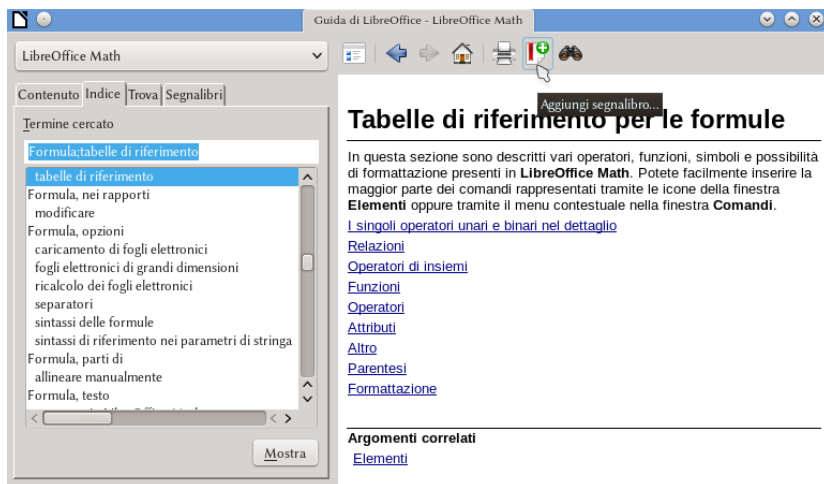 Guida di LibreOffice - LibreOffice Math
LibreOffice Math
Contenuto Indice Trova Segnalibri
Termine cercato
Formula;tabelle di riferimento
tabelle di riferimento
Formula, nei rapporti
modificare
Formula, opzioni
caricamento di fogli elettronici
fogli elettronici di grandi dimensioni
ricalcolo dei fogli elettronici
separatori
sintassi delle formule
sintassi di riferimento nei parametri di stringa
Formula, parti di
allineare manualmente
Formula, testo
Mostra
Aggiungi segnalibro...
Tabelle di riferimento per le formule
In questa sezione sono descritti vari operatori, funzioni, simboli e possibilità
di formattazione presenti in LibreOffice Math. Potete facilmente inserire la
maggior parte dei comandi rappresentati tramite le icone della finestra
Elementi oppure tramite il menu contestuale nella finestra Comandi.
I singoli operatori unari e binari nel dettaglio
Relazioni
Operatori di insiemi
Funzioni
Operatori
Attributi
Altro
Parentesi
Formattazione
Argomenti correlati
Elementi